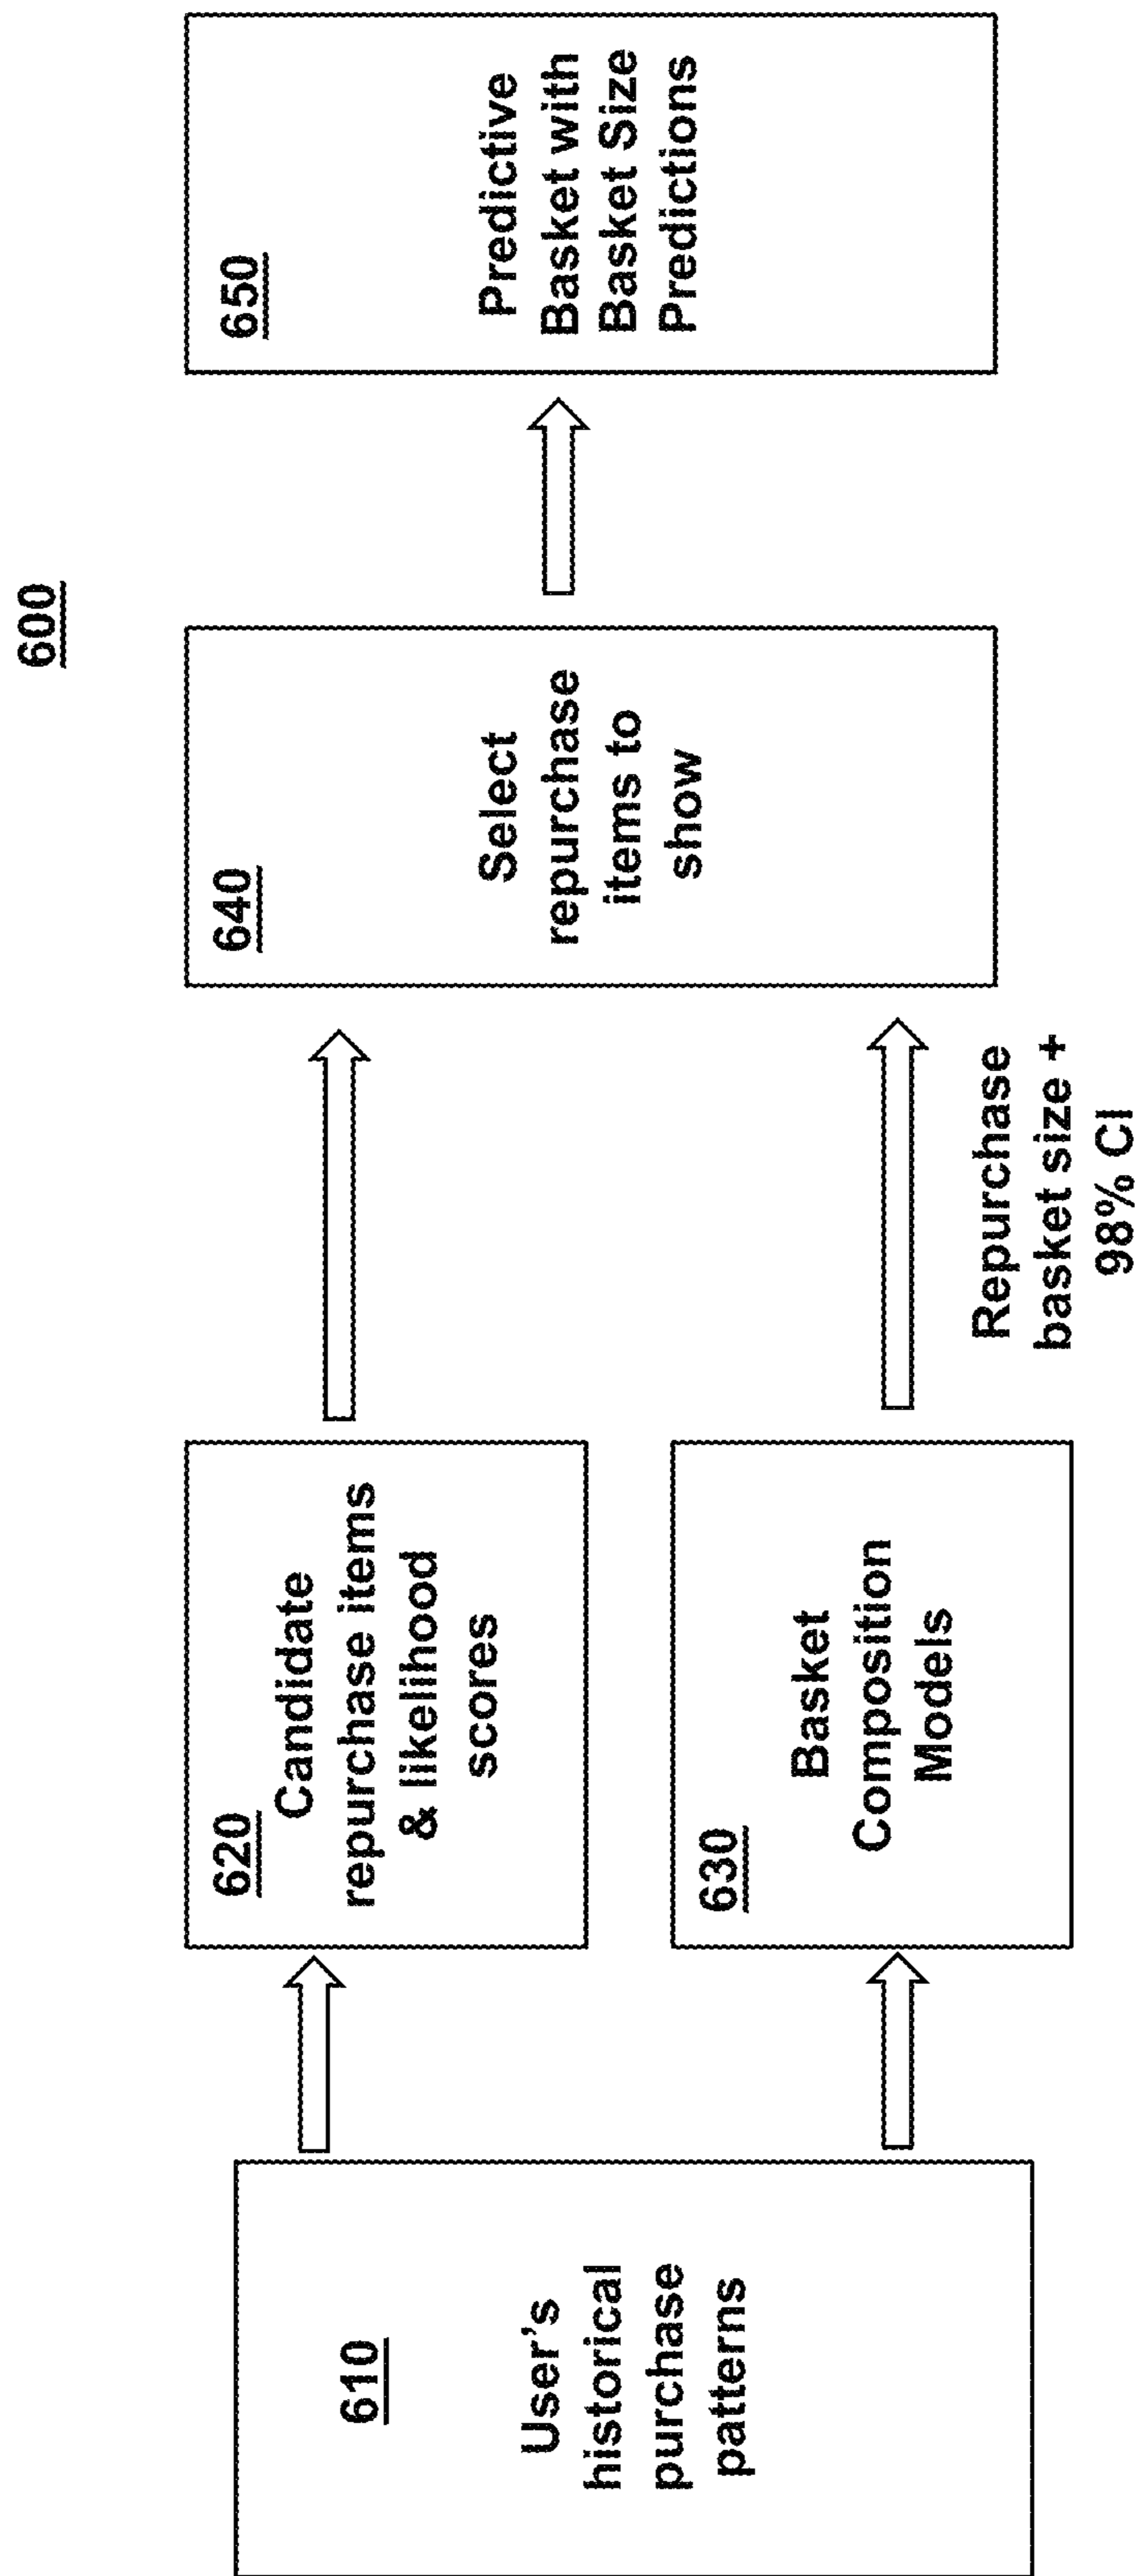 600
610
User's
historical
purchase
patterns
620
Candidate
repurchase items
& likelihood
scores
630
Basket
Composition
Models
Repurchase
basket size +
98% CI
640
Select
repurchase
items to
show
650
Predictive
Basket with
Basket Size
Predictions